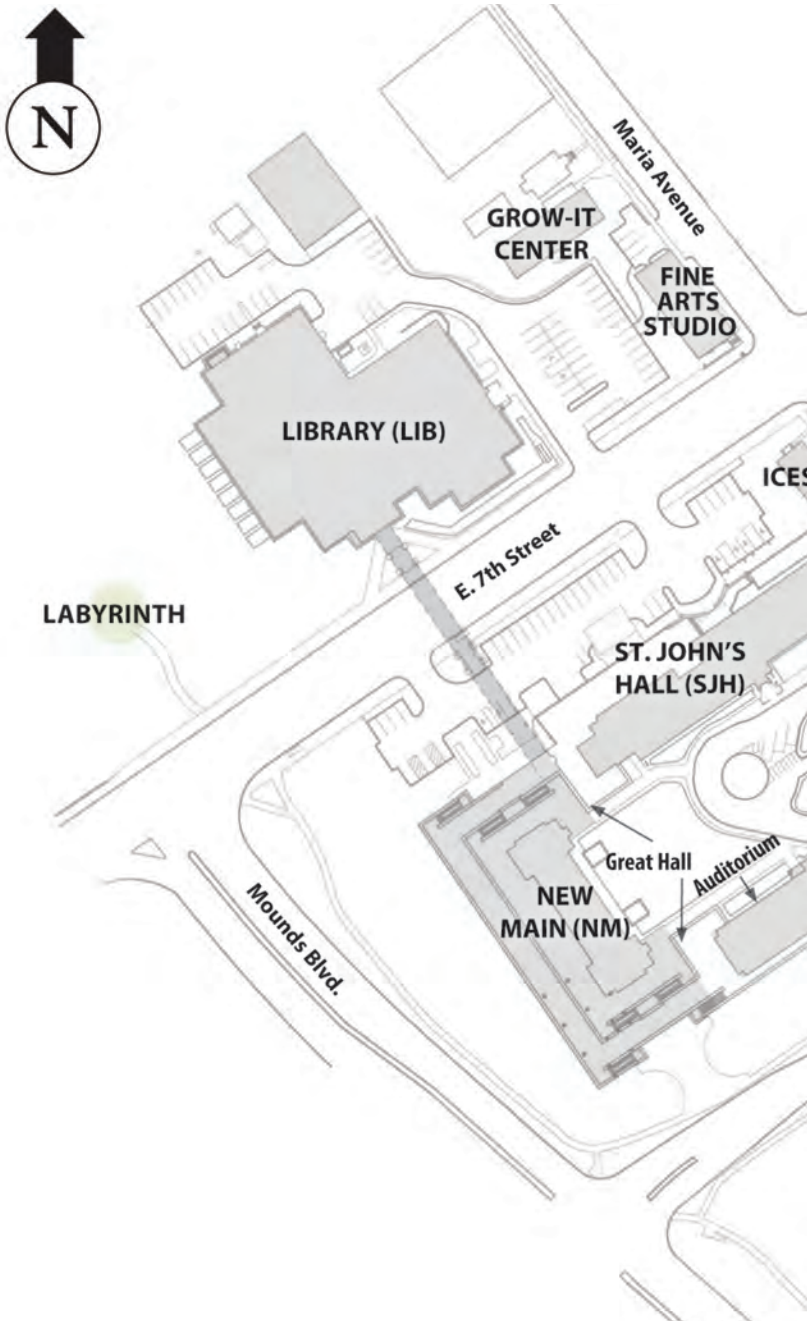 N
Maria Avenue
GROW-IT
CENTER
FINE
ARTS
STUDIO
LIBRARY (LIB)
ICES
E. 7th Street
LABYRINTH
ST. JOHN'S
HALL (SJH)
Great Hall
Auditorium
NEW
MAIN (NM)
Mounds Blvd.